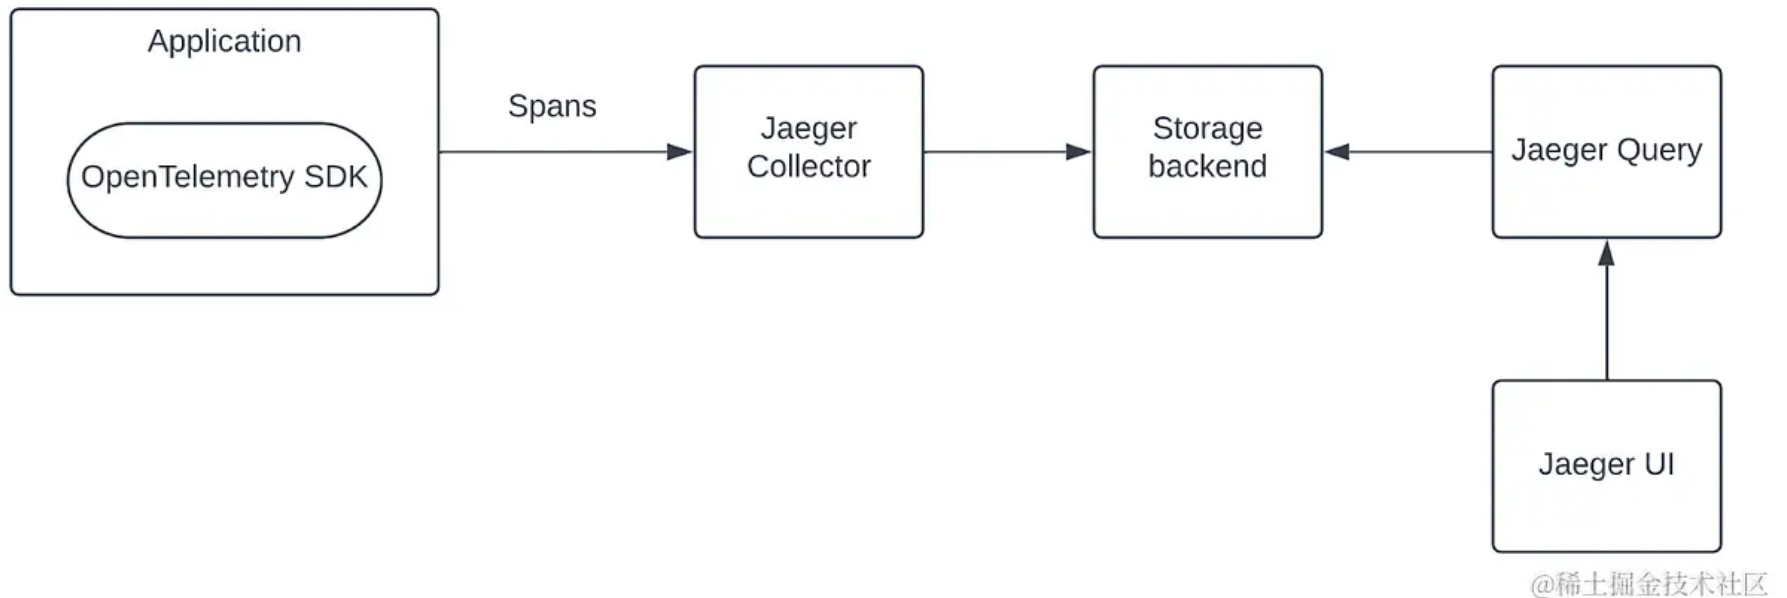 Application
OpenTelemetry SDK
Spans
Jaeger
Collector
Storage
backend
Jaeger Query
Jaeger UI
@稀土掘金技术社区